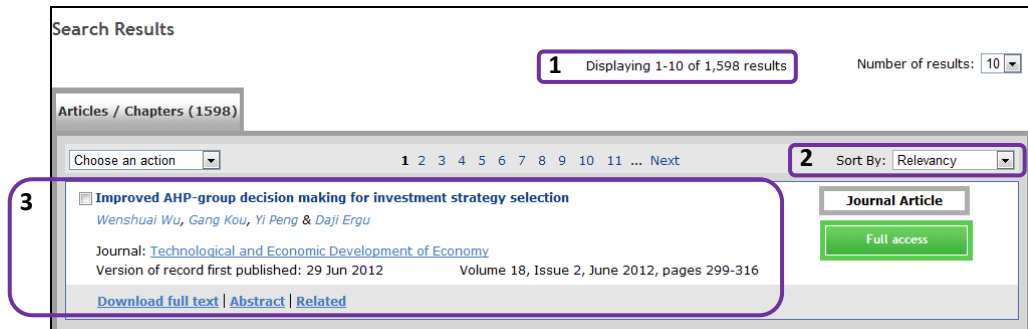 Search Results
1 Displaying 1-10 of 1,598 results Number of results: 10
Articles / Chapters (1598)
Choose an action 1 2 3 4 5 6 7 8 9 10 11 ... Next 2 Sort By: Relevancy
3 Improved AHP-group decision making for investment strategy selection Journal Article
Wenshuai Wu, Gang Kou, Yi Peng & Daji Ergu
Full access
Journal: Technological and Economic Development of Economy
Version of record first published: 29 Jun 2012 Volume 18, Issue 2, June 2012, pages 299-316
Download full text | Abstract | Related